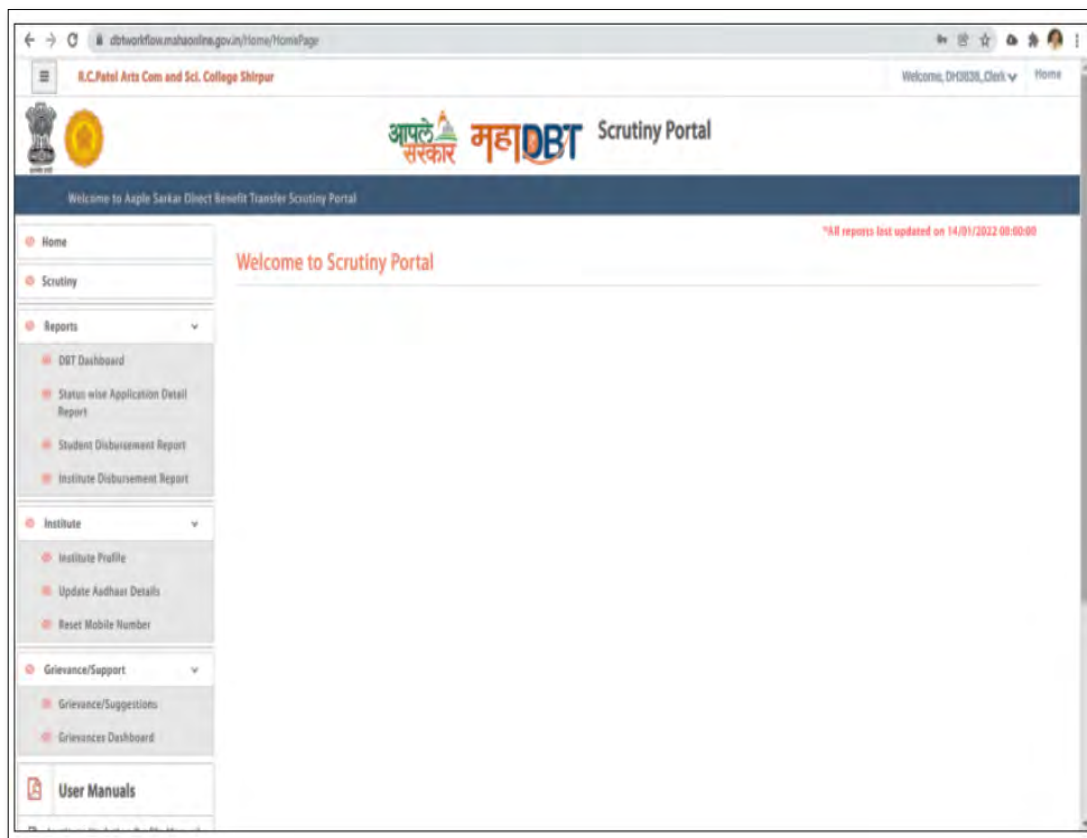 dbtworkflow.mahaonline.gov.in/Home/HomePage
R.C.Patel Arts Com and Sci. College Shirpur
Welcome, DH3838_Clerk
Home
आपले सरकार
महाDBT
Scrutiny Portal
Welcome to Aaple Sarkar Direct Benefit Transfer Scrutiny Portal
*All reports last updated on 14/01/2022 08:00:00
Home
Welcome to Scrutiny Portal
Scrutiny
Reports
DBT Dashboard
Status wise Application Detail
Report
Student Disbursement Report
Institute Disbursement Report
Institute
Institute Profile
Update Aadhaar Details
Reset Mobile Number
Grievance/Support
Grievance/Suggestions
Grievances Dashboard
User Manuals